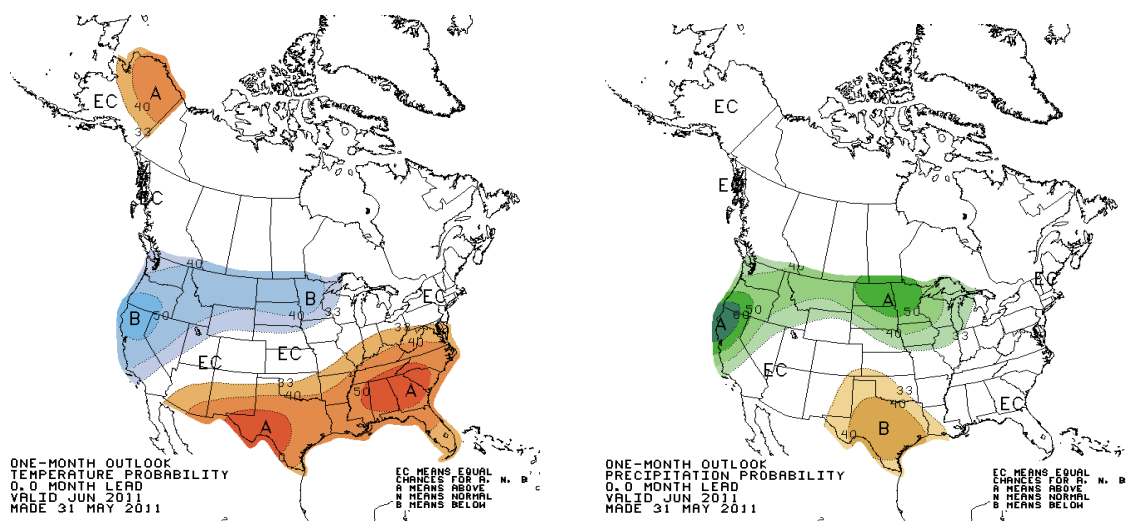 A
EC
40
33
EC
40
B
EC
B
50
40
33
33
EC
EC
40
33
40
50
A
A
ONE-MONTH OUTLOOK
TEMPERATURE PROBABILITY
0.0 MONTH LEAD
VALID JUN 2011
MADE 31 MAY 2011
EC MEANS EQUAL
CHANCES FOR A, N, B
A MEANS ABOVE
N MEANS NORMAL
B MEANS BELOW
EC
EC
EC
40
A
50
A
60
50
40
33
EC
33
40
EC
B
40
ONE-MONTH OUTLOOK
PRECIPITATION PROBABILITY
0.0 MONTH LEAD
VALID JUN 2011
MADE 31 MAY 2011
EC MEANS EQUAL
CHANCES FOR A, N, B
A MEANS ABOVE
N MEANS NORMAL
B MEANS BELOW